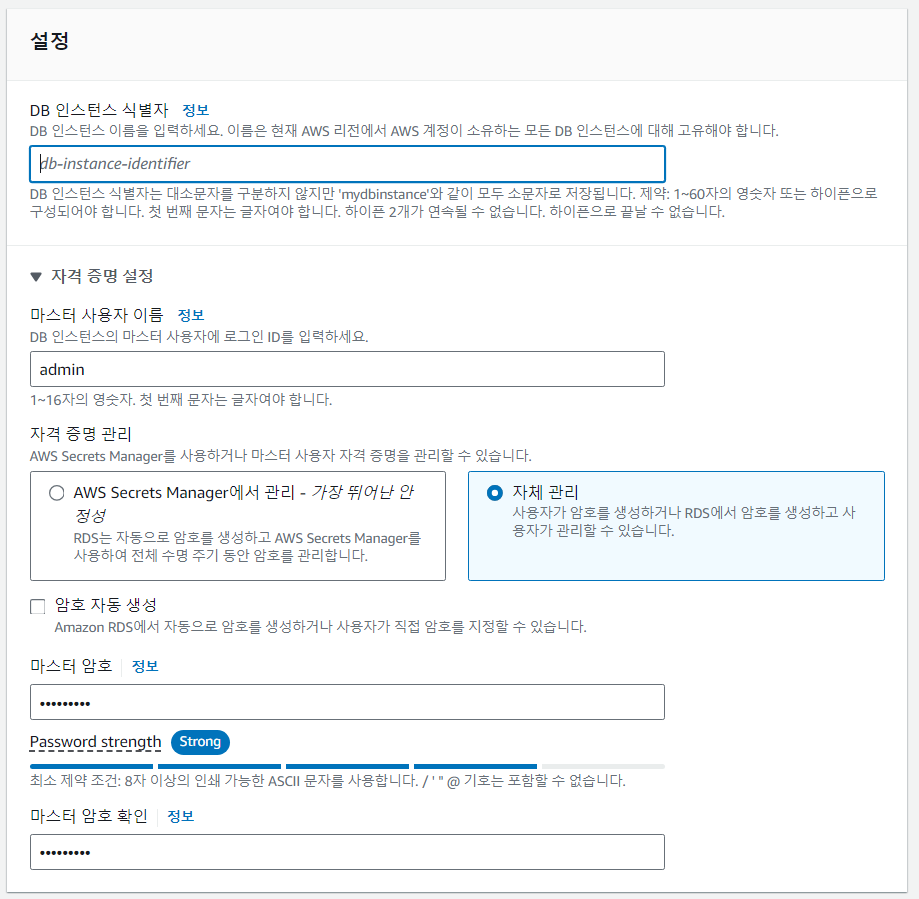 설정
DB 인스턴스 식별자 정보
DB 인스턴스 이름을 입력하세요. 이름은 현재 AWS 리전에서 AWS 계정이 소유하는 모든 DB 인스턴스에 대해 고유해야 합니다.
db-instance-identifier
DB 인스턴스 식별자는 대소문자를 구분하지 않지만 'mydbinstance'와 같이 모두 소문자로 저장됩니다. 제약: 1~60자의 영숫자 또는 하이픈으로
구성되어야 합니다. 첫 번째 문자는 글자여야 합니다. 하이픈 2개가 연속될 수 없습니다. 하이픈으로 끝날 수 없습니다.
▼ 자격 증명 설정
마스터 사용자 이름 정보
DB 인스턴스의 마스터 사용자에 로그인 ID를 입력하세요.
admin
1~16자의 영숫자. 첫 번째 문자는 글자여야 합니다.
자격 증명 관리
AWS Secrets Manager를 사용하거나 마스터 사용자 자격 증명을 관리할 수 있습니다.
AWS Secrets Manager에서 관리 - 가장 뛰어난 안
정성
RDS는 자동으로 암호를 생성하고 AWS Secrets Manager를
사용하여 전체 수명 주기 동안 암호를 관리합니다.
자체 관리
사용자가 암호를 생성하거나 RDS에서 암호를 생성하고 사
용자가 관리할 수 있습니다.
암호 자동 생성
Amazon RDS에서 자동으로 암호를 생성하거나 사용자가 직접 암호를 지정할 수 있습니다.
마스터 암호 정보
•••••••••
Password strength Strong
최소 제약 조건: 8자 이상의 인쇄 가능한 ASCII 문자를 사용합니다. / ' " @ 기호는 포함할 수 없습니다.
마스터 암호 확인 정보
•••••••••